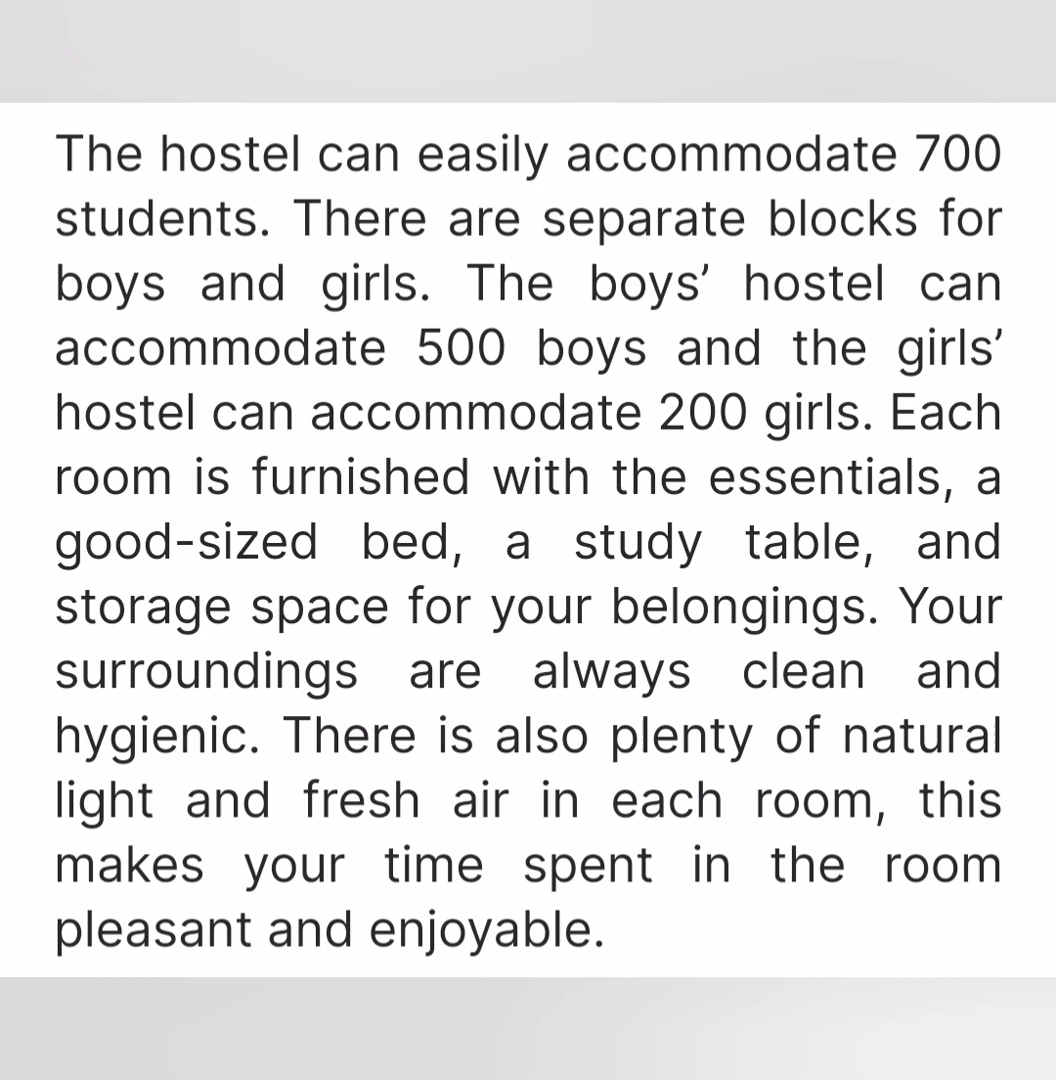 The hostel can easily accommodate 700
students. There are separate blocks for
boys and girls. The boys’ hostel can
accommodate 500 boys and the girls’
hostel can accommodate 200 girls. Each
room is furnished with the essentials, a
good-sized bed, a study table, and
storage space for your belongings. Your
surroundings are always clean and
hygienic. There is also plenty of natural
light and fresh air in each room, this
makes your time spent in the room
pleasant and enjoyable.